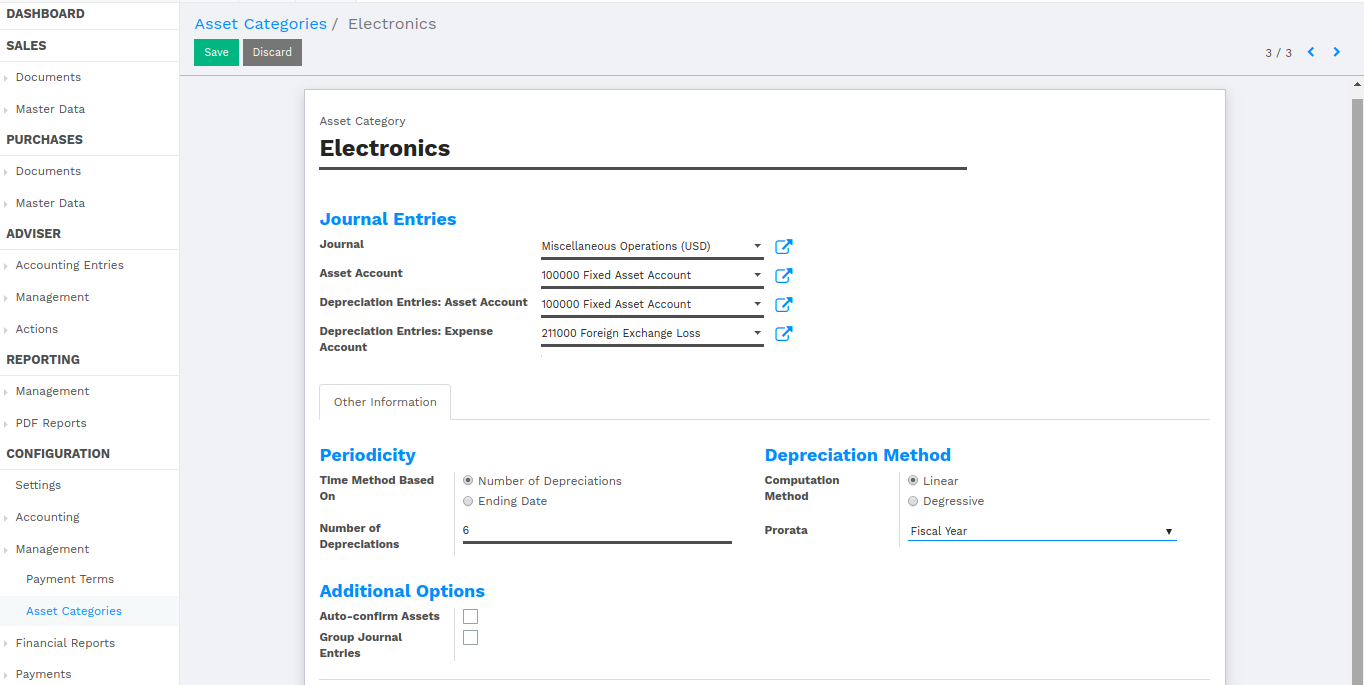 DASHBOARD
SALES
Documents
Master Data
PURCHASES
Documents
Master Data
ADVISER
Accounting Entries
Management
Actions
REPORTING
Management
PDF Reports
CONFIGURATION
Settings
Accounting
Management
Payment Terms
Asset Categories
Financial Reports
Payments
Asset Categories / Electronics
Save Discard
3 / 3
Asset Category
Electronics
Journal Entries
Journal Miscellaneous Operations (USD)
Asset Account 100000 Fixed Asset Account
Depreciation Entries: Asset Account 100000 Fixed Asset Account
Depreciation Entries: Expense
Account
211000 Foreign Exchange Loss
Other Information
Periodicity
Time Method Based
On
Number of Depreciations
Ending Date
Number of
Depreciations
6
Depreciation Method
Computation
Method
Linear
Degressive
Prorata Fiscal Year
Additional Options
Auto-confirm Assets
Group Journal
Entries